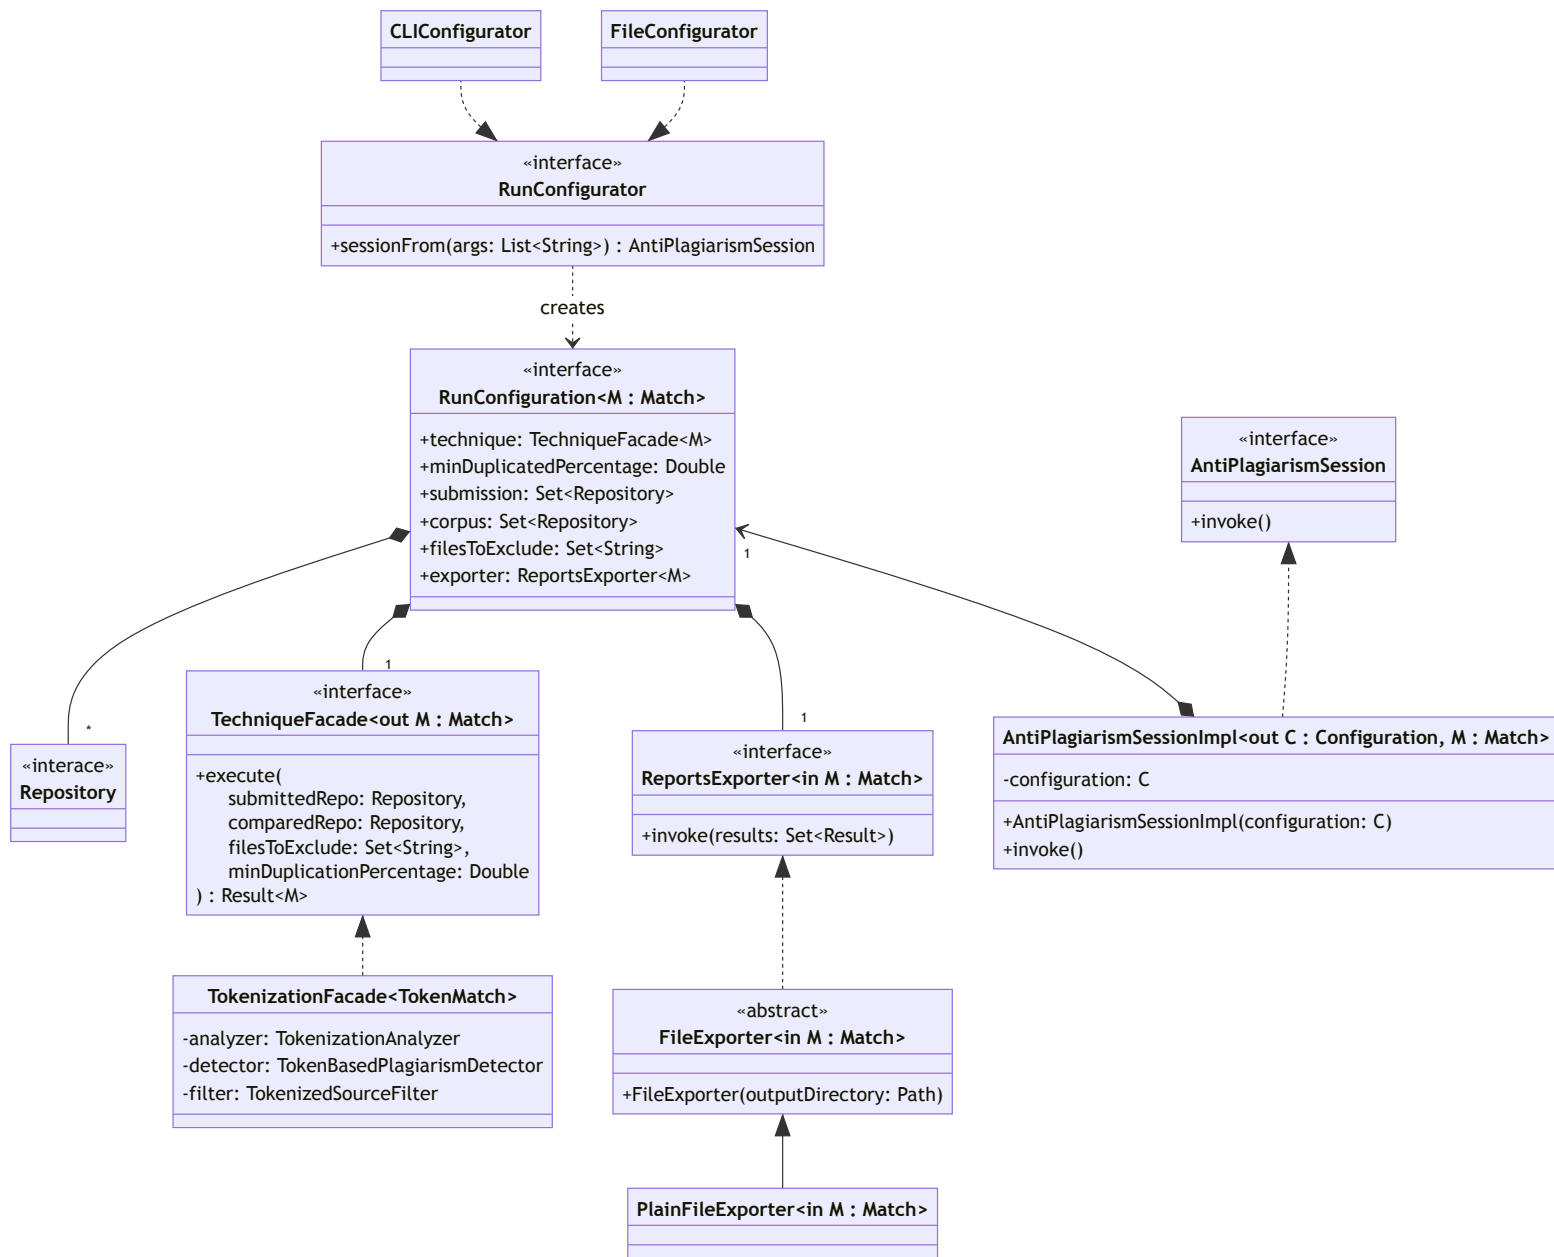 CLIConfigurator
FileConfigurator
«interface»
RunConfigurator
+sessionFrom(args: List<String>) : AntiPlagiarismSession
creates
«interface»
RunConfiguration<M : Match>
+technique: TechniqueFacade<M>
+minDuplicatedPercentage: Double
+submission: Set<Repository>
+corpus: Set<Repository>
+filesToExclude: Set<String>
+exporter: ReportsExporter<M>
«interface»
AntiPlagiarismSession
+invoke()
1
1
1
*
«interace»
Repository
«interface»
TechniqueFacade<out M : Match>
+execute(
submittedRepo: Repository,
comparedRepo: Repository,
filesToExclude: Set<String>,
minDuplicationPercentage: Double
) : Result<M>
«interface»
ReportsExporter<in M : Match>
+invoke(results: Set<Result>)
AntiPlagiarismSessionImpl<out C : Configuration, M : Match>
-configuration: C
+AntiPlagiarismSessionImpl(configuration: C)
+invoke()
TokenizationFacade<TokenMatch>
-analyzer: TokenizationAnalyzer
-detector: TokenBasedPlagiarismDetector
-filter: TokenizedSourceFilter
«abstract»
FileExporter<in M : Match>
+FileExporter(outputDirectory: Path)
PlainFileExporter<in M : Match>